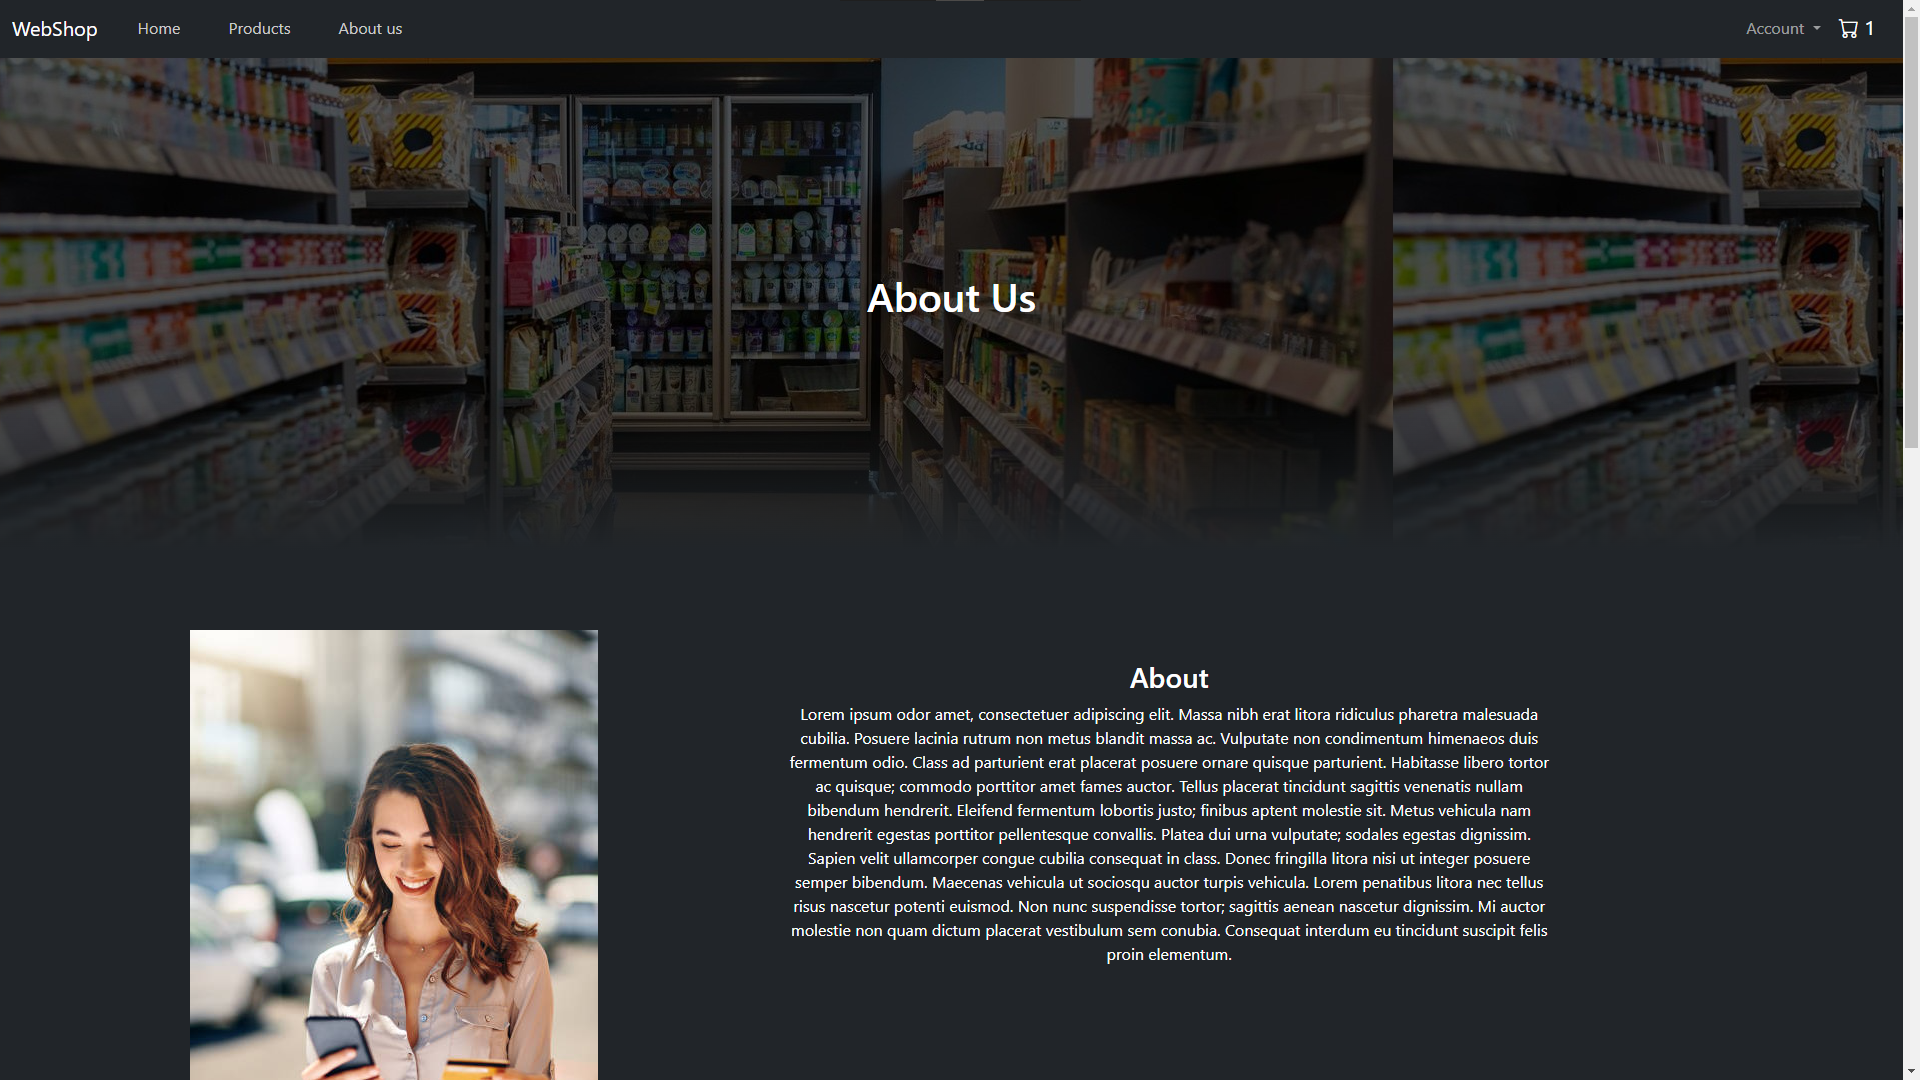 WebShop Home Products About us Account 1
About Us
About
Lorem ipsum odor amet, consectetuer adipiscing elit. Massa nibh erat litora ridiculus pharetra malesuada
cubilia. Posuere lacinia rutrum non metus blandit massa ac. Vulputate non condimentum himenaeos duis
fermentum odio. Class ad parturient erat placerat posuere ornare quisque parturient. Habitasse libero tortor
ac quisque; commodo porttitor amet fames auctor. Tellus placerat tincidunt sagittis venenatis nullam
bibendum hendrerit. Eleifend fermentum lobortis justo; finibus aptent molestie sit. Metus vehicula nam
hendrerit egestas porttitor pellentesque convallis. Platea dui urna vulputate; sodales egestas dignissim.
Sapien velit ullamcorper congue cubilia consequat in class. Donec fringilla litora nisi ut integer posuere
semper bibendum. Maecenas vehicula ut sociosqu auctor turpis vehicula. Lorem penatibus litora nec tellus
risus nascetur potenti euismod. Non nunc suspendisse tortor; sagittis aenean nascetur dignissim. Mi auctor
molestie non quam dictum placerat vestibulum sem conubia. Consequat interdum eu tincidunt suscipit felis
proin elementum.